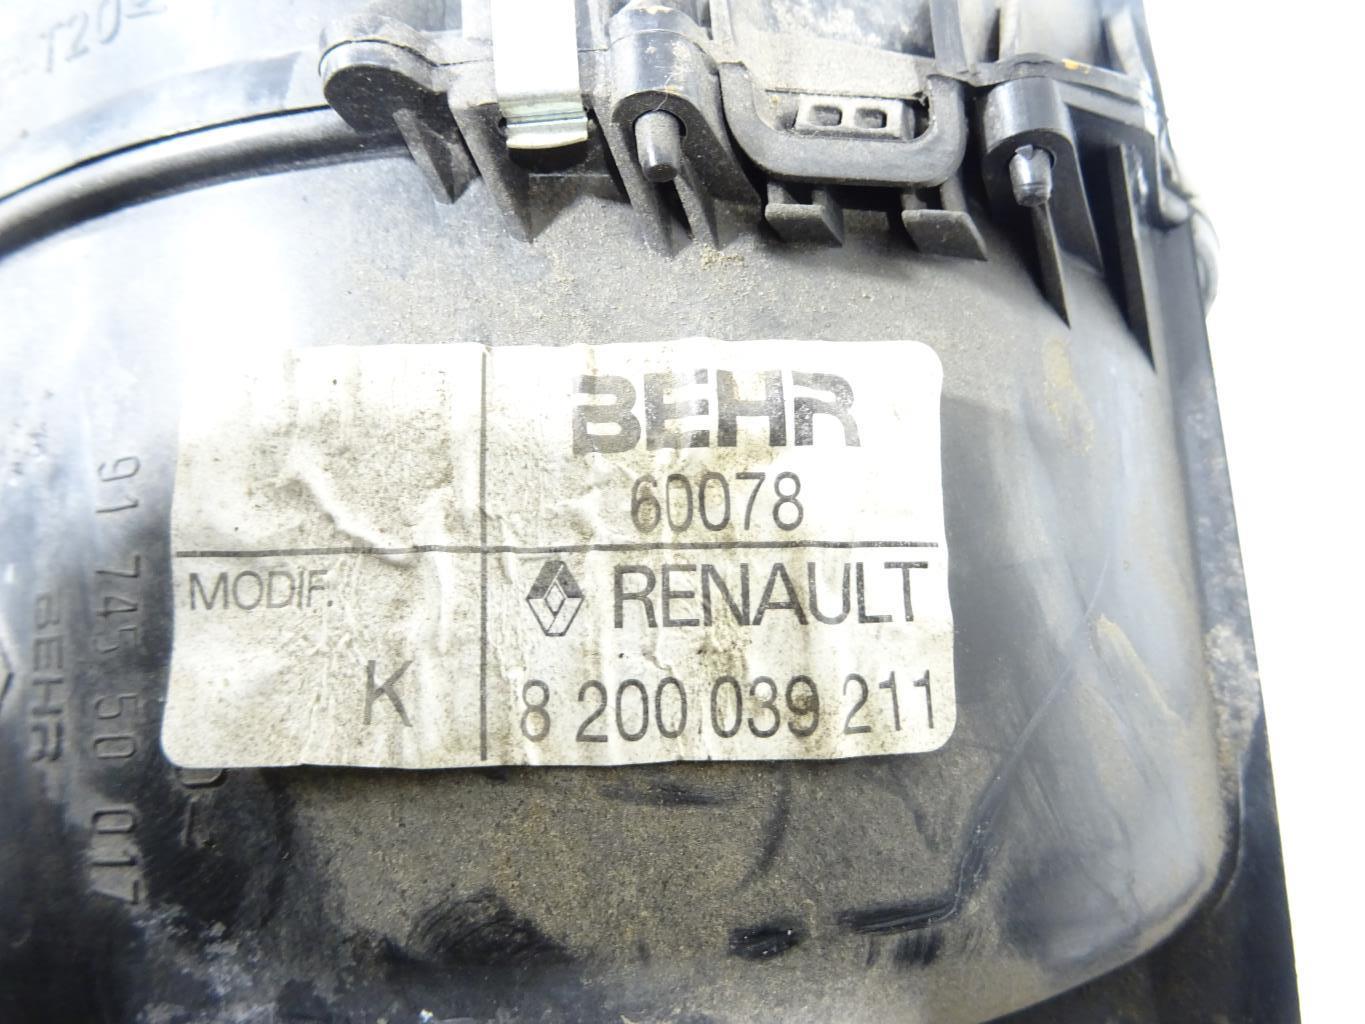 BEHR
60078
MODIF.
RENAULT
K
8 200 039 211
91 745 50 017
BEHR